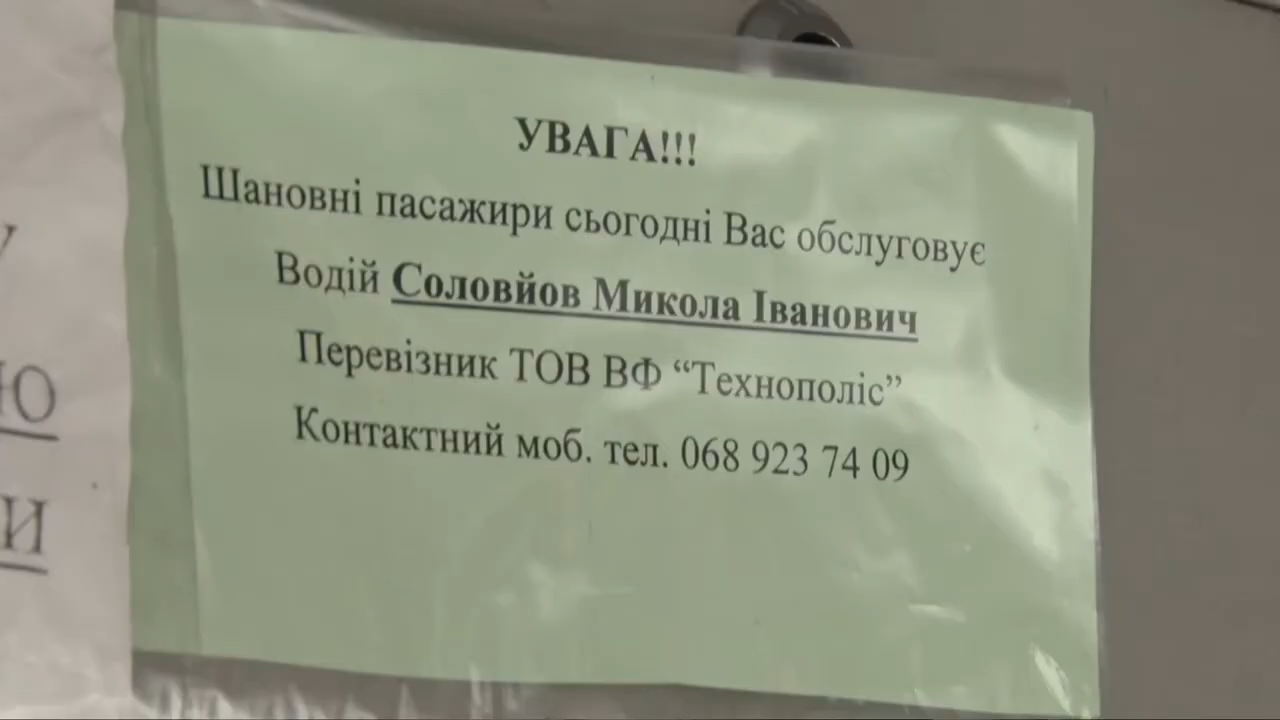 УВАГА!!!
Шановні пасажири сьогодні Вас обслуговує
Водій Соловйов Микола Іванович
Перевізник ТОВ ВФ “Технополіс”
Контактний моб. тел. 068 923 74 09